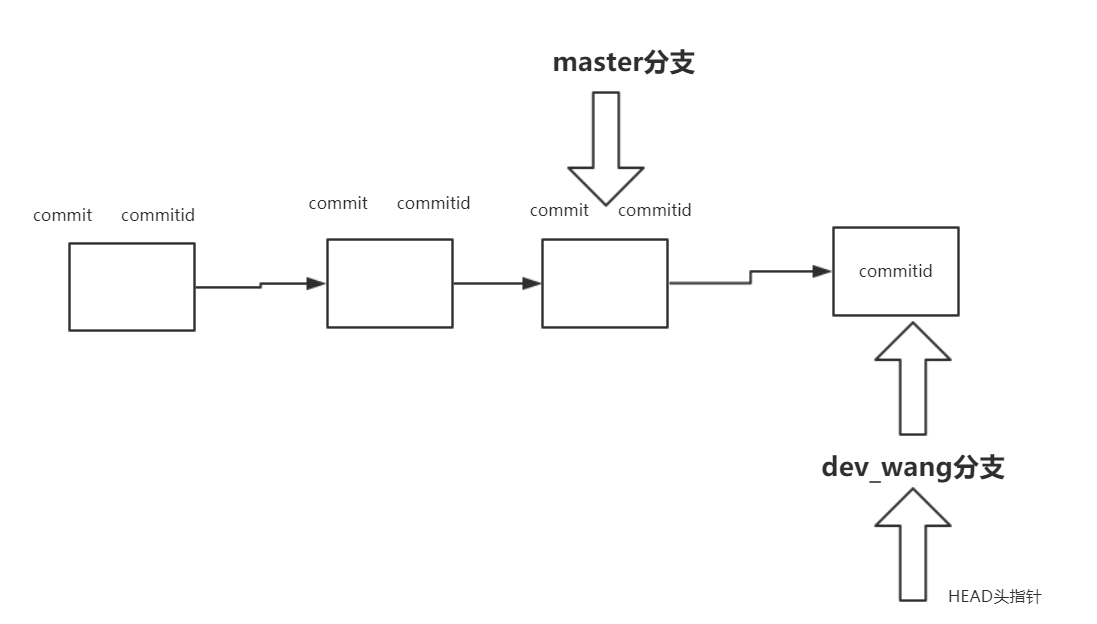 master分支
commit commitid
commit commitid
commit commitid
commitid
dev_wang分支
HEAD头指针